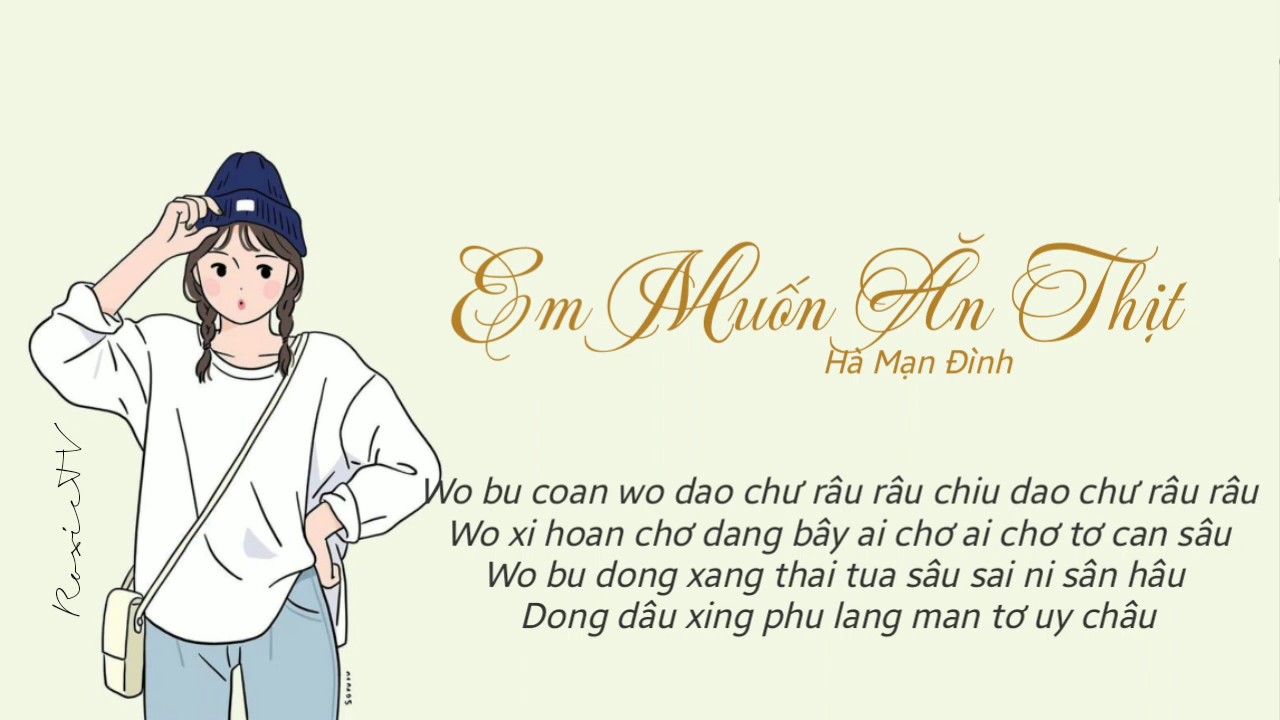 Em Muốn Ăn Thịt
Hà Mạn Đình
Wo bu coan wo dao chư râu râu chiu dao chư râu râu
Wo xi hoan chơ dang bây ai chơ ai chơ tơ can sâu
Wo bu dong xang thai tua sâu sai ni sân hâu
Dong dâu xing phu lang man tơ uy châu
RoxieTV
Soruru